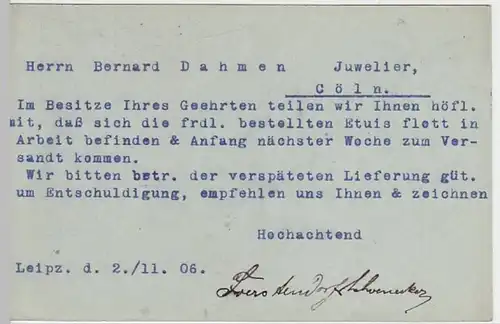 Herrn Bernard D a h m e n Juwelier,
C ö l n.
Im Besitze Ihres Geehrten teilen wir Ihnen höfl.
mit, daß sich die frdl. bestellten Etuis flott in
Arbeit befinden & Anfang nächster Woche zum Ver-
sandt kommen.
Wir bitten betr. der verspäteten Lieferung güt.
um Entschuldigung, empfehlen uns Ihnen & zeichnen
Hochachtend
Leipz. d. 2./11. 06.